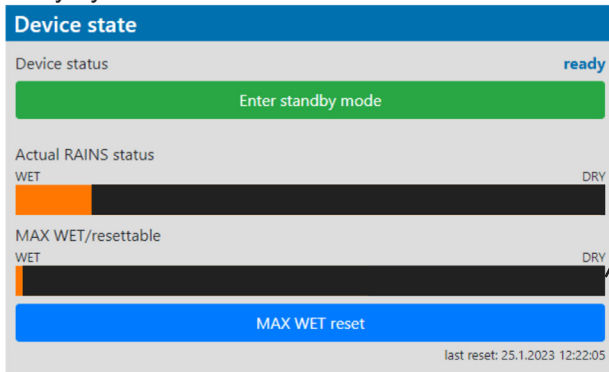 Device state
Device status ready
Enter standby mode
Actual RAINS status
WET DRY
MAX WET/resettable
WET DRY
MAX WET reset
last reset: 25.1.2023 12:22:05